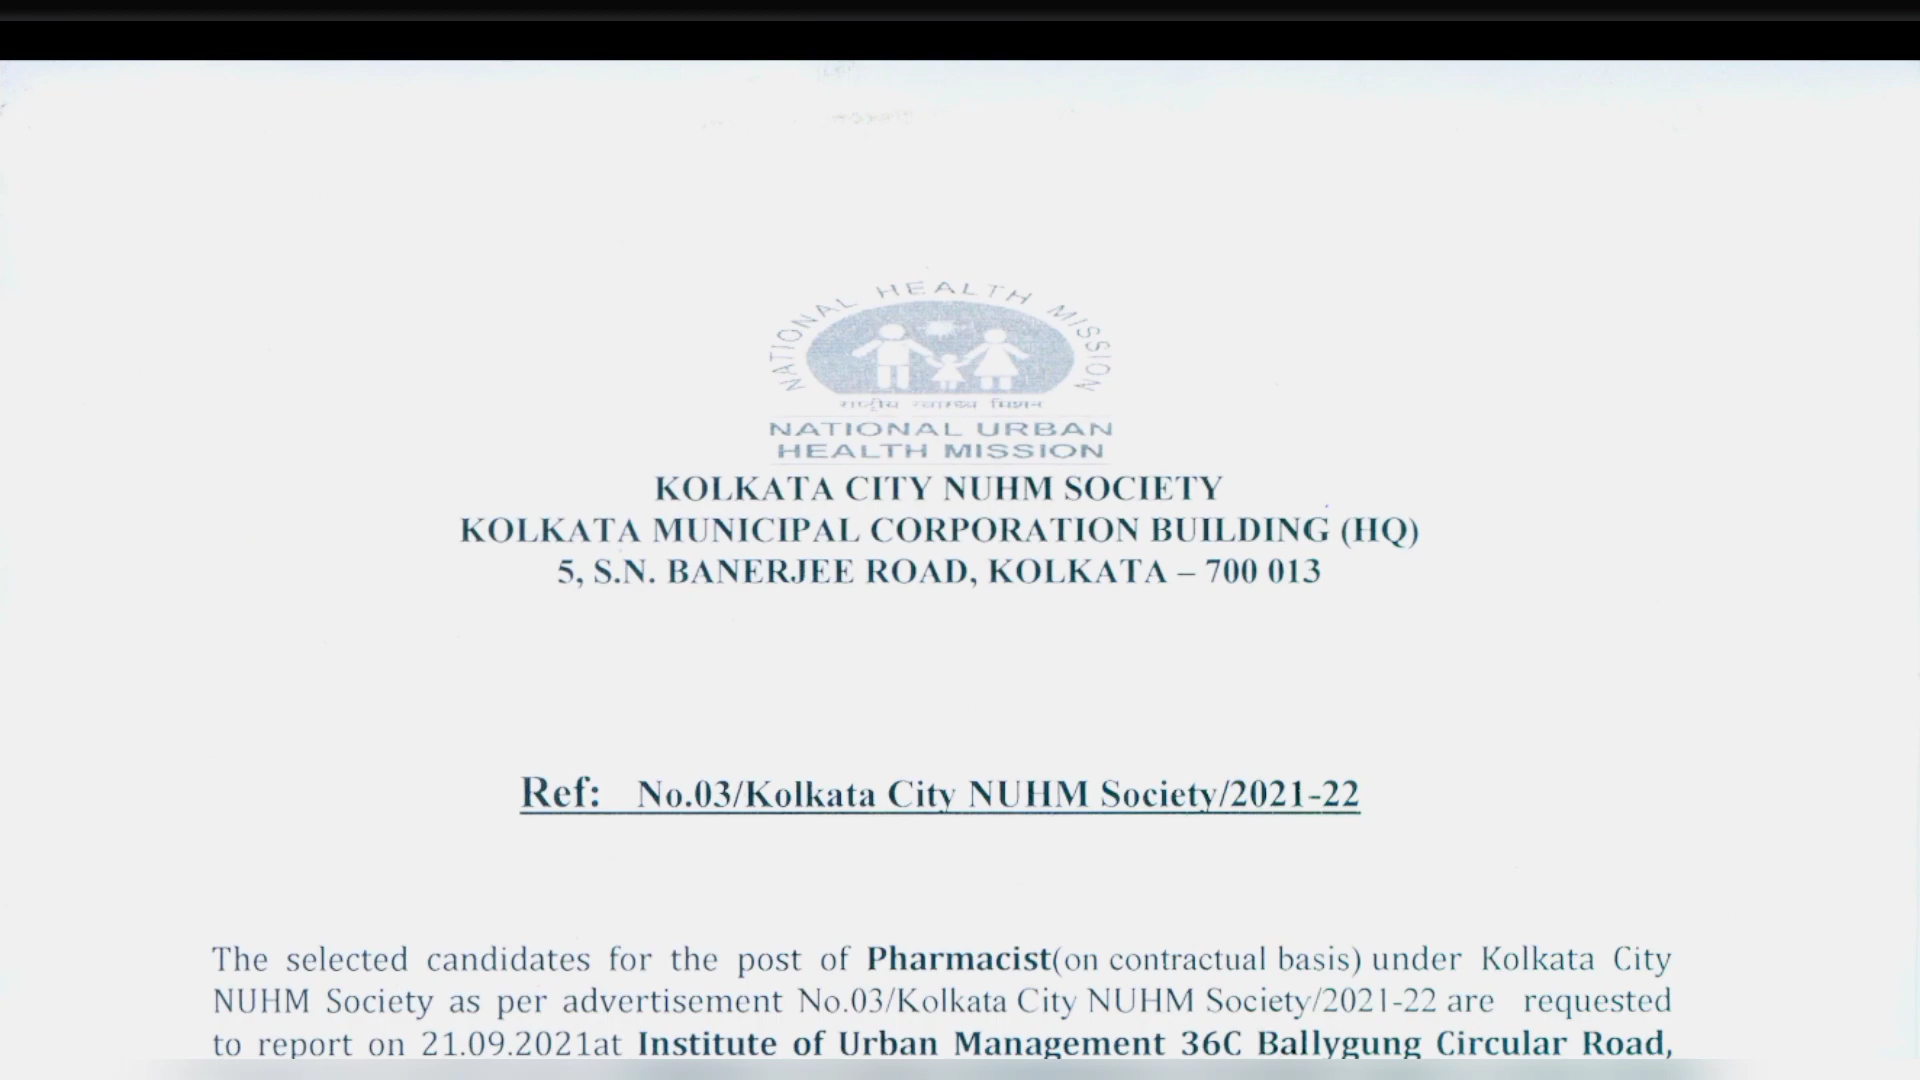 NATIONAL HEALTH MISSION
राष्ट्रीय स्वास्थ्य मिशन
NATIONAL URBAN
HEALTH MISSION
KOLKATA CITY NUHM SOCIETY
KOLKATA MUNICIPAL CORPORATION BUILDING (HQ)
5, S.N. BANERJEE ROAD, KOLKATA – 700 013
Ref: No.03/Kolkata City NUHM Society/2021-22
The selected candidates for the post of Pharmacist(on contractual basis) under Kolkata City
NUHM Society as per advertisement No.03/Kolkata City NUHM Society/2021-22 are requested
to report on 21.09.2021at Institute of Urban Management 36C Ballygung Circular Road,